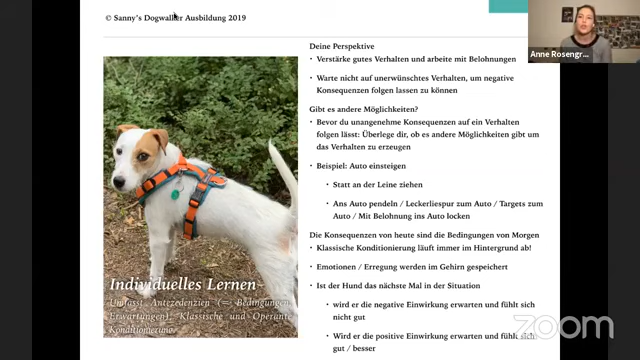 © Sanny's Dogwalker Ausbildung 2019
Anne Rosengr...
Deine Perspektive
• Verstärke gutes Verhalten und arbeite mit Belohnungen
• Warte nicht auf unerwünschtes Verhalten, um negative
Konsequenzen folgen lassen zu können
Gibt es andere Möglichkeiten?
• Bevor du unangenehme Konsequenzen auf ein Verhalten
folgen lässt: Überlege dir, ob es andere Möglichkeiten gibt um
das Verhalten zu erzeugen
• Beispiel: Auto einsteigen
• Statt an der Leine ziehen
• Ans Auto pendeln / Leckerliespur zum Auto / Targets zum
Auto / Mit Belohnung ins Auto locken
Die Konsequenzen von heute sind die Bedingungen von Morgen
• Klassische Konditionierung läuft immer im Hintergrund ab!
• Emotionen / Erregung werden im Gehirn gespeichert
• Ist der Hund das nächste Mal in der Situation
• wird er die negative Einwirkung erwarten und fühlt sich
nicht gut
• Wird er die positive Einwirkung erwarten und fühlt sich
gut / besser
Individuelles Lernen
Umfasst Antezedenzien (= Bedingungen,
Erwartungen), Klassische und Operante
Konditionierung
zoom